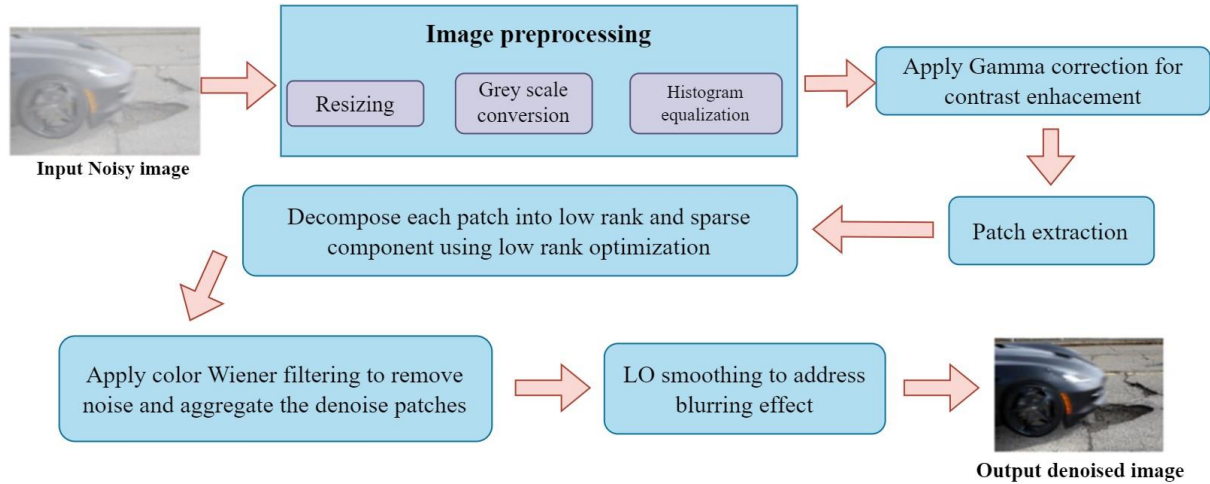 Image preprocessing
Resizing
Grey scale
conversion
Histogram
equalization
Apply Gamma correction for
contrast enhacement
Input Noisy image
Patch extraction
Decompose each patch into low rank and sparse
component using low rank optimization
Apply color Wiener filtering to remove
noise and aggregate the denoise patches
LO smoothing to address
blurring effect
Output denoised image